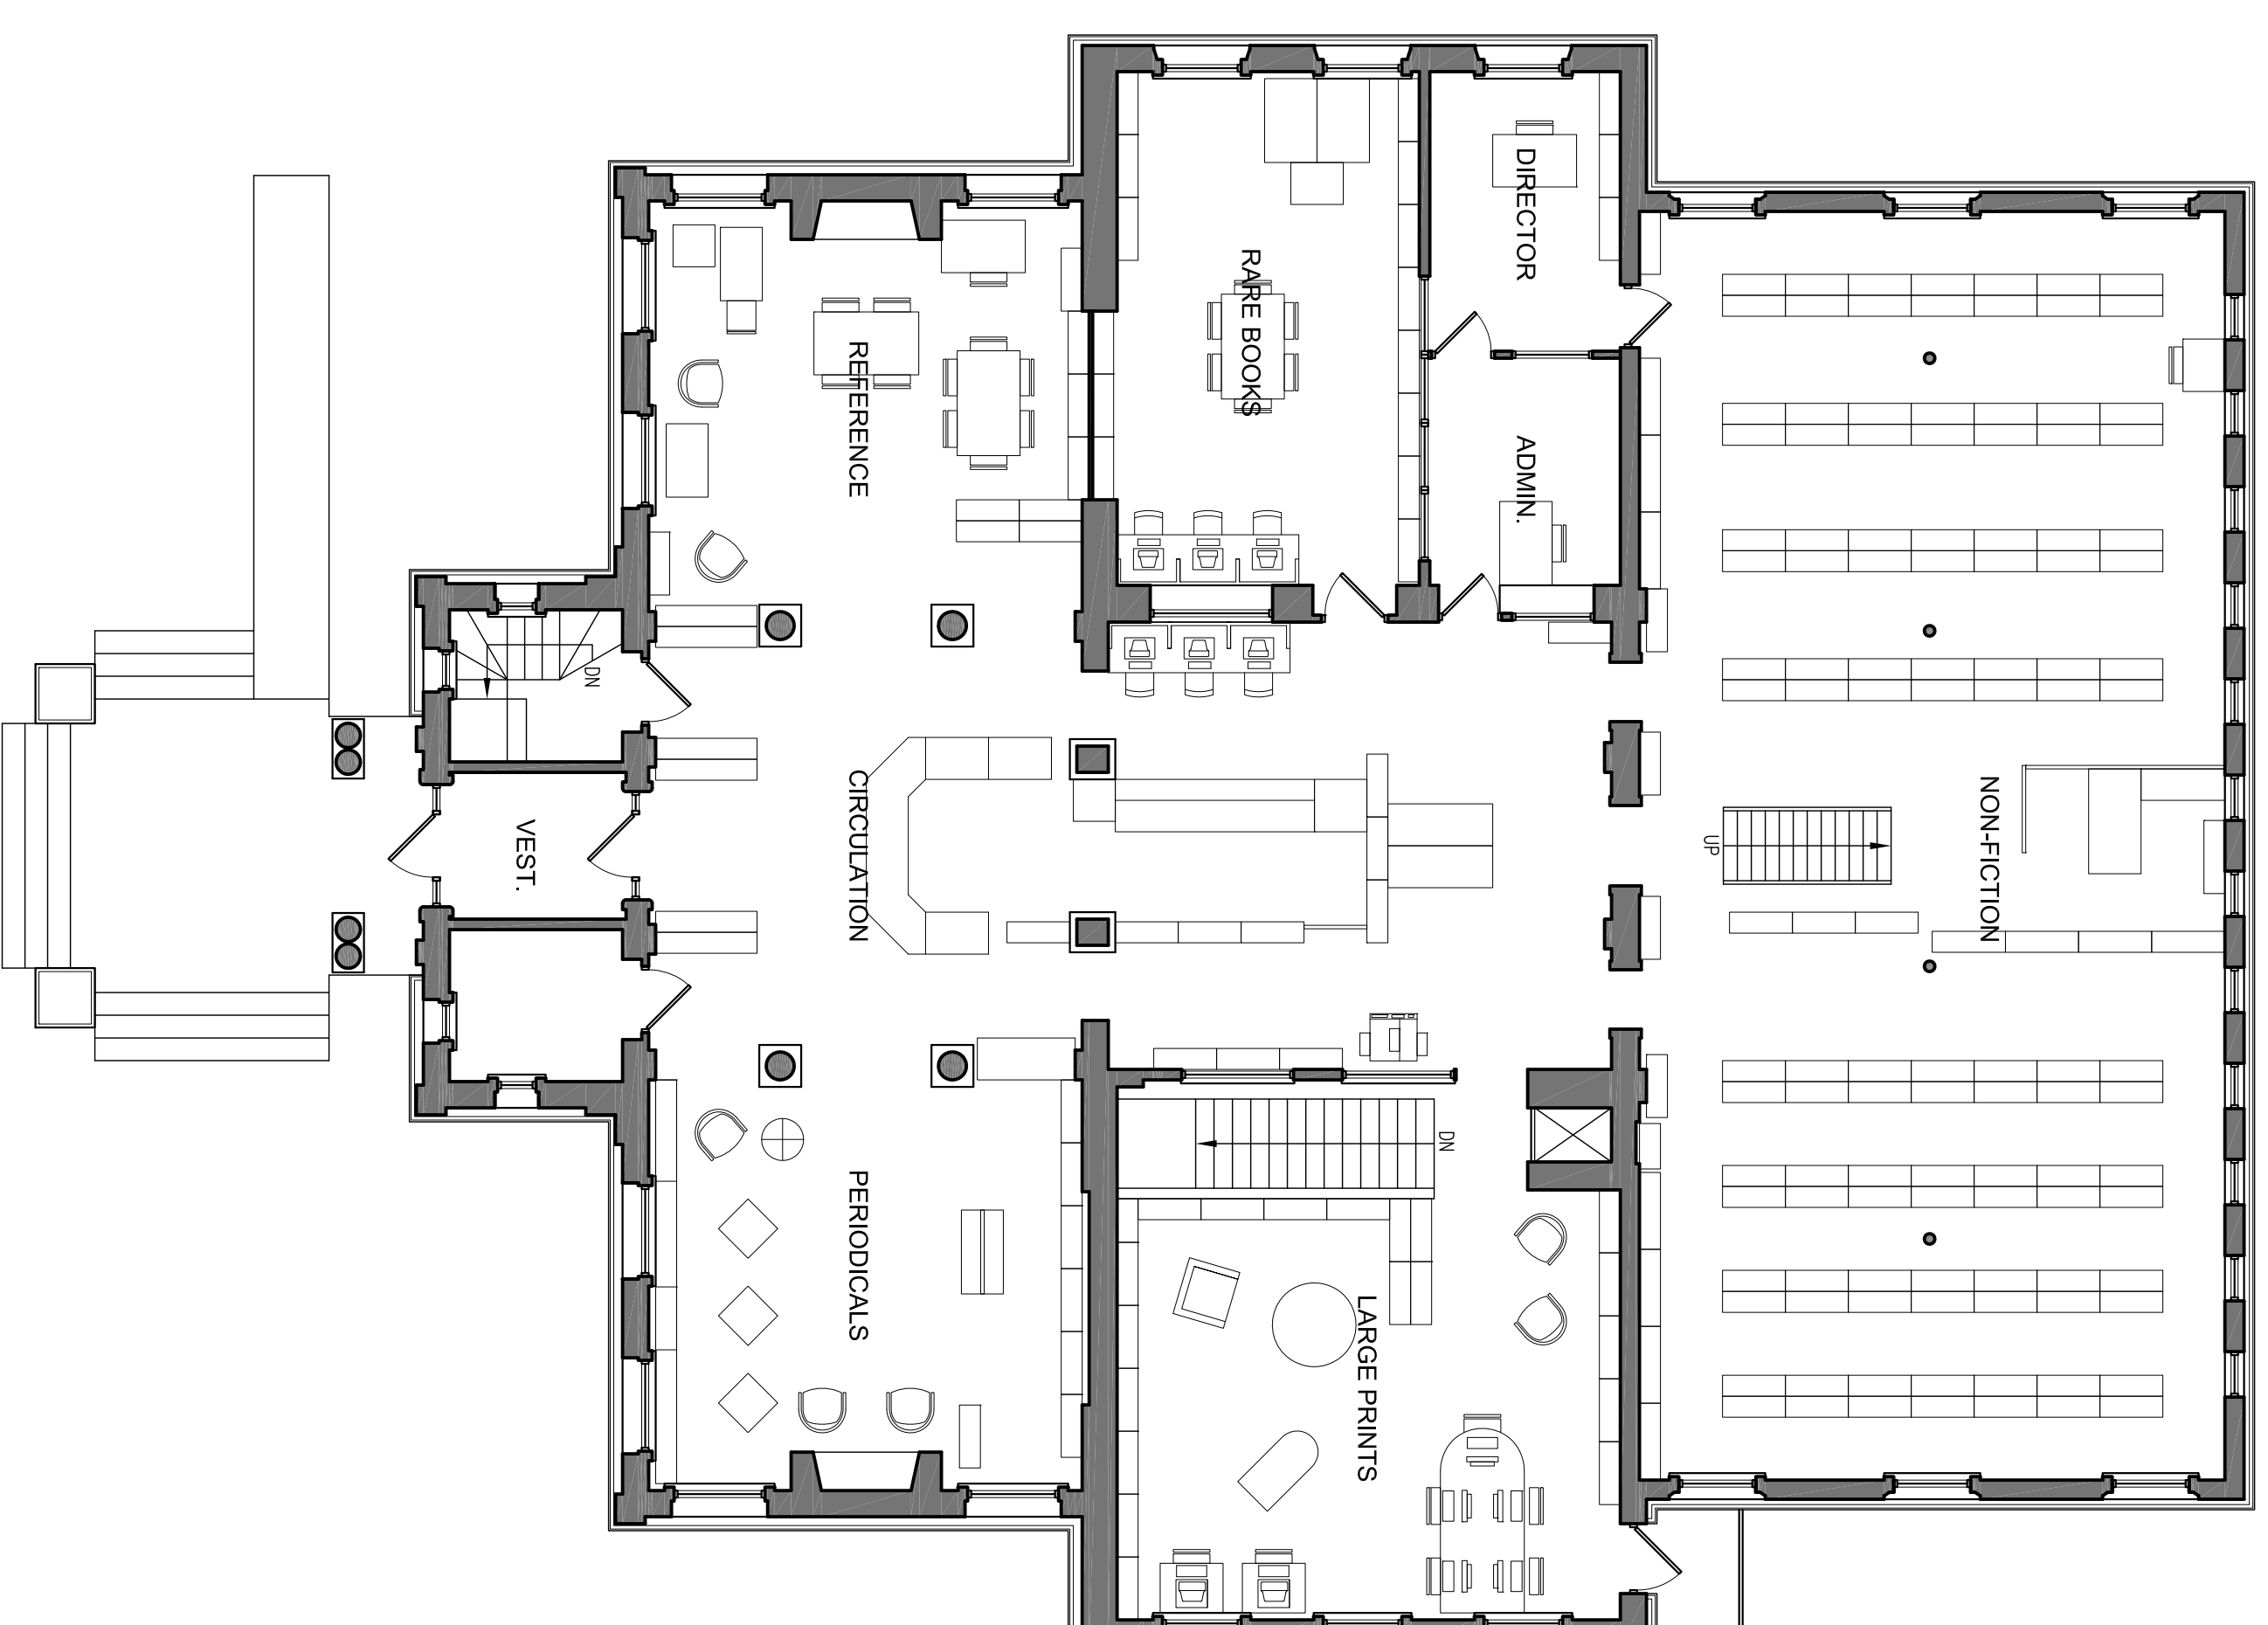 DIRECTOR
RARE BOOKS
REFERENCE
ADMIN.
DN
NON-FICTION
CIRCULATION
VEST.
UP
DN
PERIODICALS
LARGE PRINTS